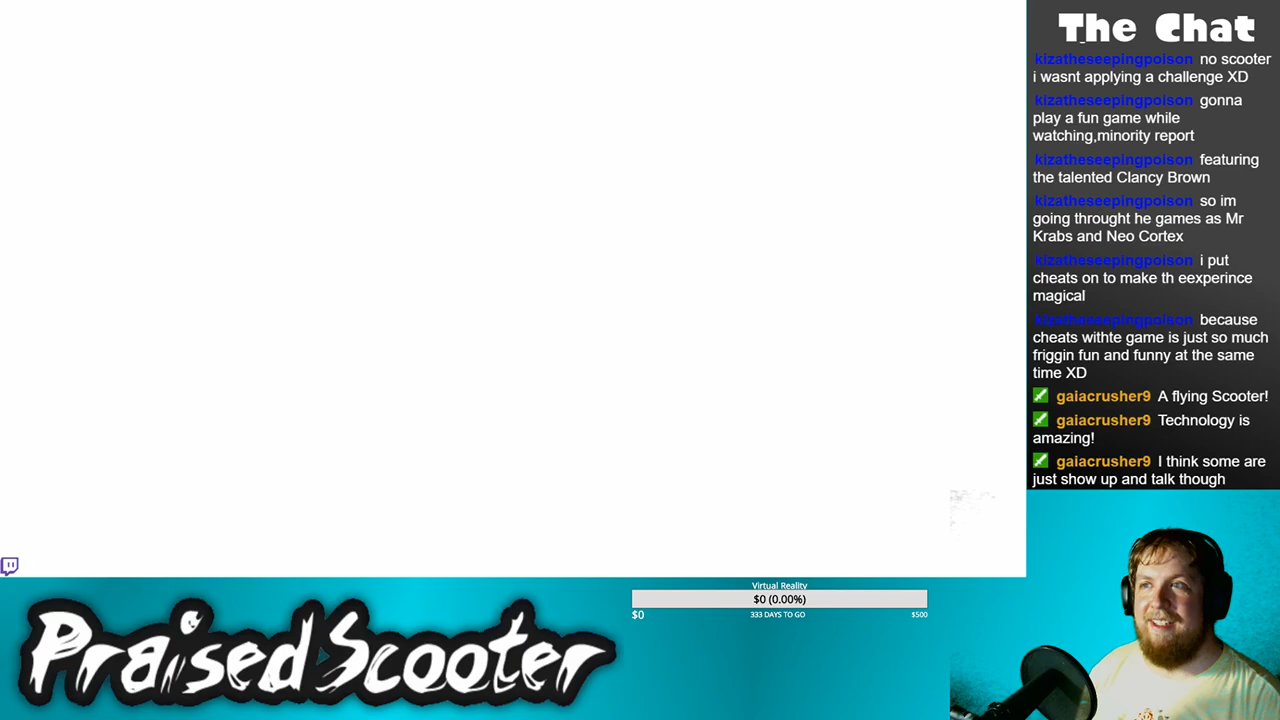 The Chat
kizatheseepingpoison no scooter
i wasnt applying a challenge XD
kizatheseepingpoison gonna
play a fun game while
watching,minority report
kizatheseepingpoison featuring
the talented Clancy Brown
kizatheseepingpoison so im
going throught he games as Mr
Krabs and Neo Cortex
kizatheseepingpoison i put
cheats on to make th eexperince
magical
kizatheseepingpoison because
cheats withte game is just so much
friggin fun and funny at the same
time XD
gaiacrusher9 A flying Scooter!
gaiacrusher9 Technology is
amazing!
gaiacrusher9 I think some are
just show up and talk though
Virtual Reality
$0 (0.00%)
$0 333 DAYS TO GO $500
PraisedScooter